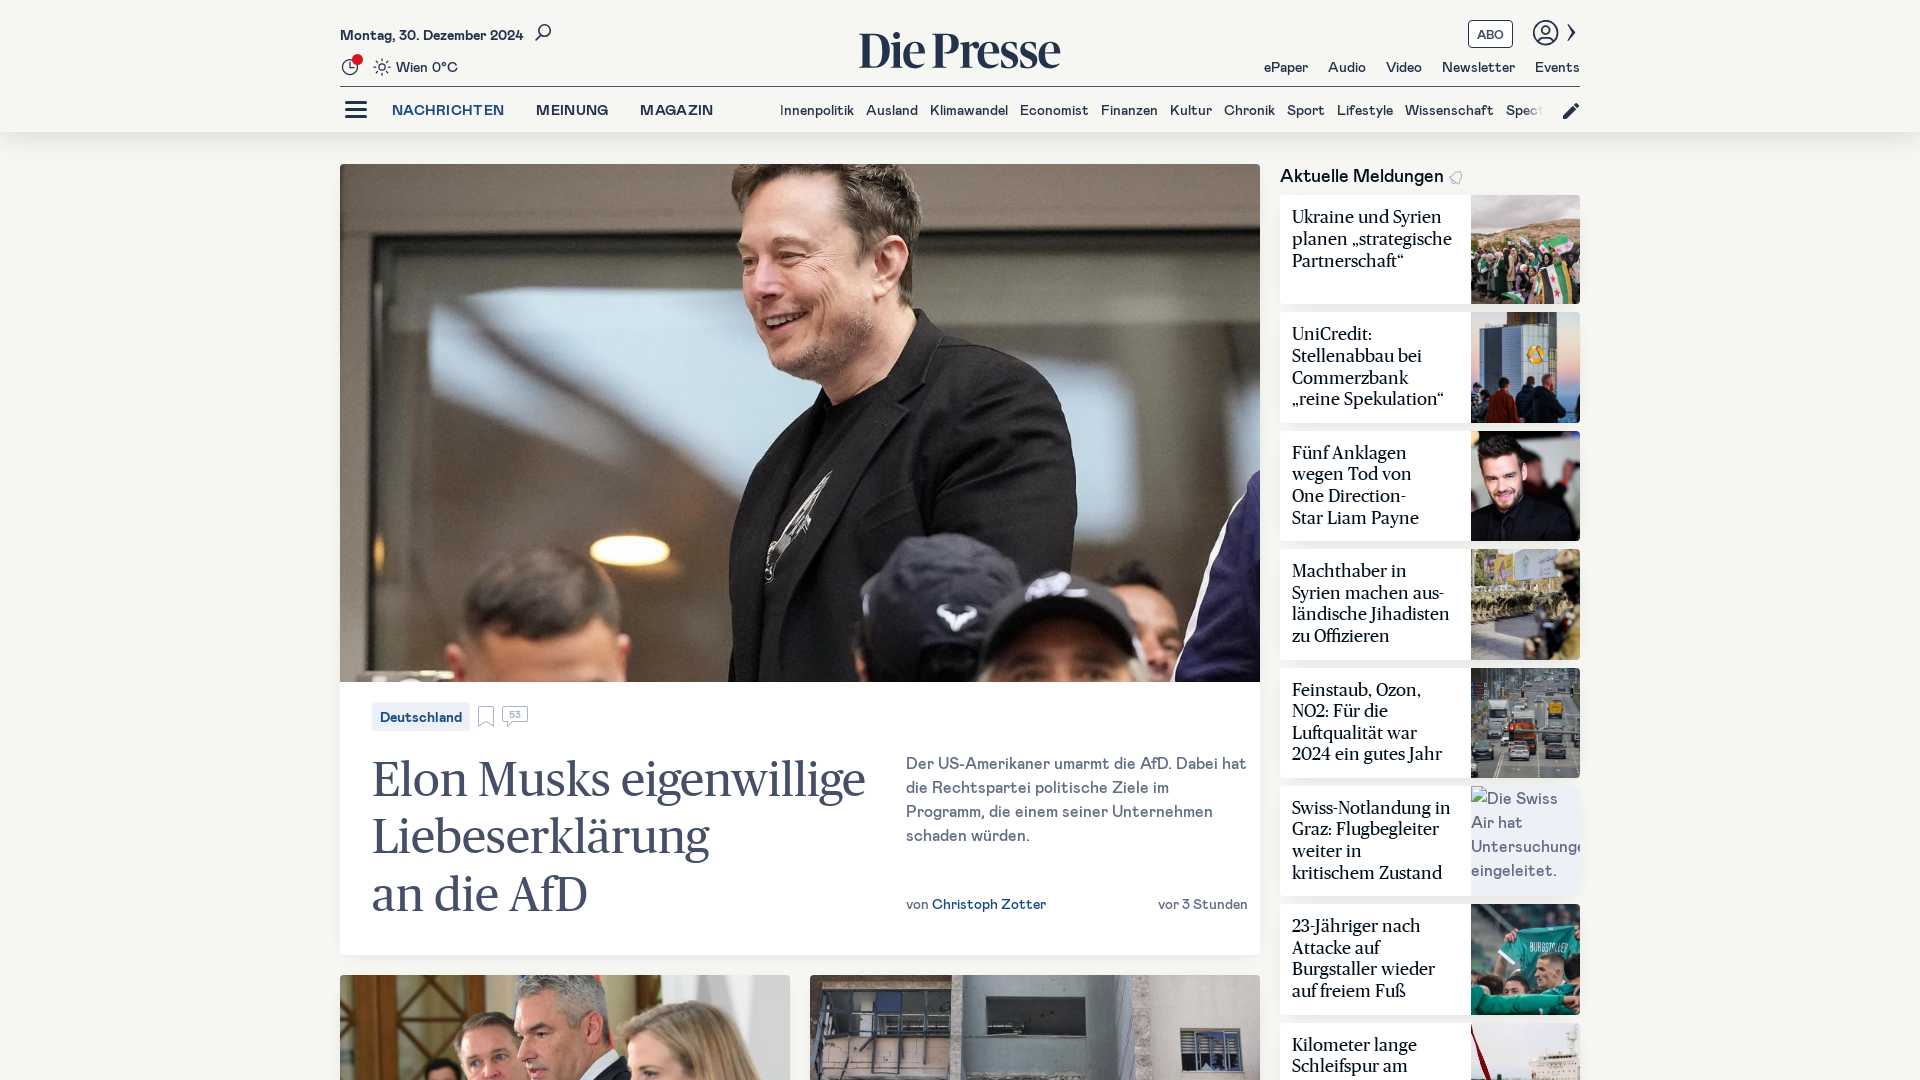 Montag, 30. Dezember 2024
Wien 0°C
Die Presse
ABO
ePaper Audio Video Newsletter Events
NACHRICHTEN MEINUNG MAGAZIN
Innenpolitik Ausland Klimawandel Economist Finanzen Kultur Chronik Sport Lifestyle Wissenschaft Spect
Deutschland
53
Elon Musks eigenwillige
Liebeserklärung
an die AfD
Der US-Amerikaner umarmt die AfD. Dabei hat
die Rechtspartei politische Ziele im
Programm, die einem seiner Unternehmen
schaden würden.
von Christoph Zotter
vor 3 Stunden
Aktuelle Meldungen
Ukraine und Syrien
planen „strategische
Partnerschaft“
UniCredit:
Stellenabbau bei
Commerzbank
„reine Spekulation“
Fünf Anklagen
wegen Tod von
One Direction-
Star Liam Payne
Machthaber in
Syrien machen aus-
ländische Jihadisten
zu Offizieren
Feinstaub, Ozon,
NO2: Für die
Luftqualität war
2024 ein gutes Jahr
Swiss-Notlandung in
Graz: Flugbegleiter
weiter in
kritischem Zustand
Die Swiss
Air hat
Untersuchunge
eingeleitet.
23-Jähriger nach
Attacke auf
Burgstaller wieder
auf freiem Fuß
BURGSTALLER
Kilometer lange
Schleifspur am